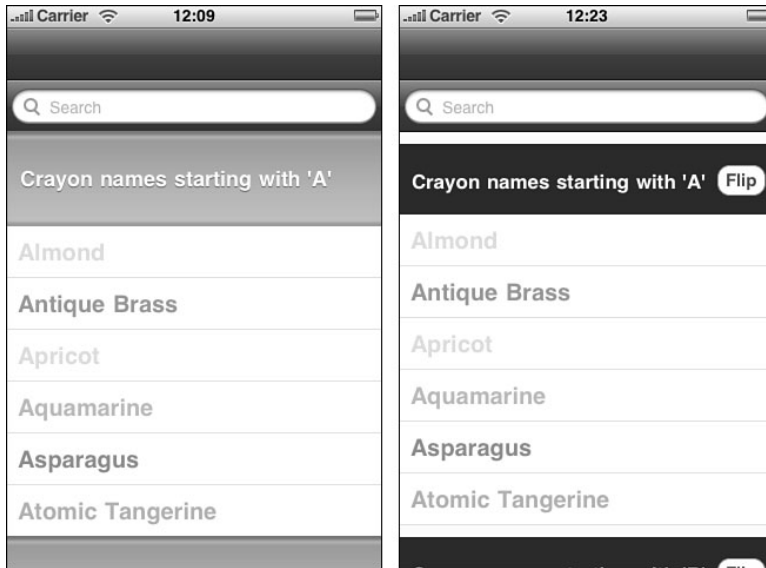 Carrier 12:09
Search
Crayon names starting with 'A'
Almond
Antique Brass
Apricot
Aquamarine
Asparagus
Atomic Tangerine
Carrier 12:23
Search
Crayon names starting with 'A' Flip
Almond
Antique Brass
Apricot
Aquamarine
Asparagus
Atomic Tangerine